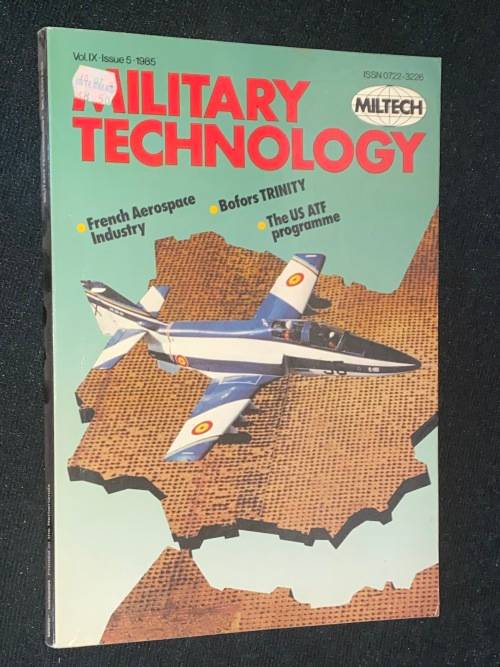 Vol.IX·Issue 5·1985
ISSN 0722-3226
MILITARY
TECHNOLOGY
MILTECH
French Aerospace
Industry
Bofors TRINITY
The US ATF
programme